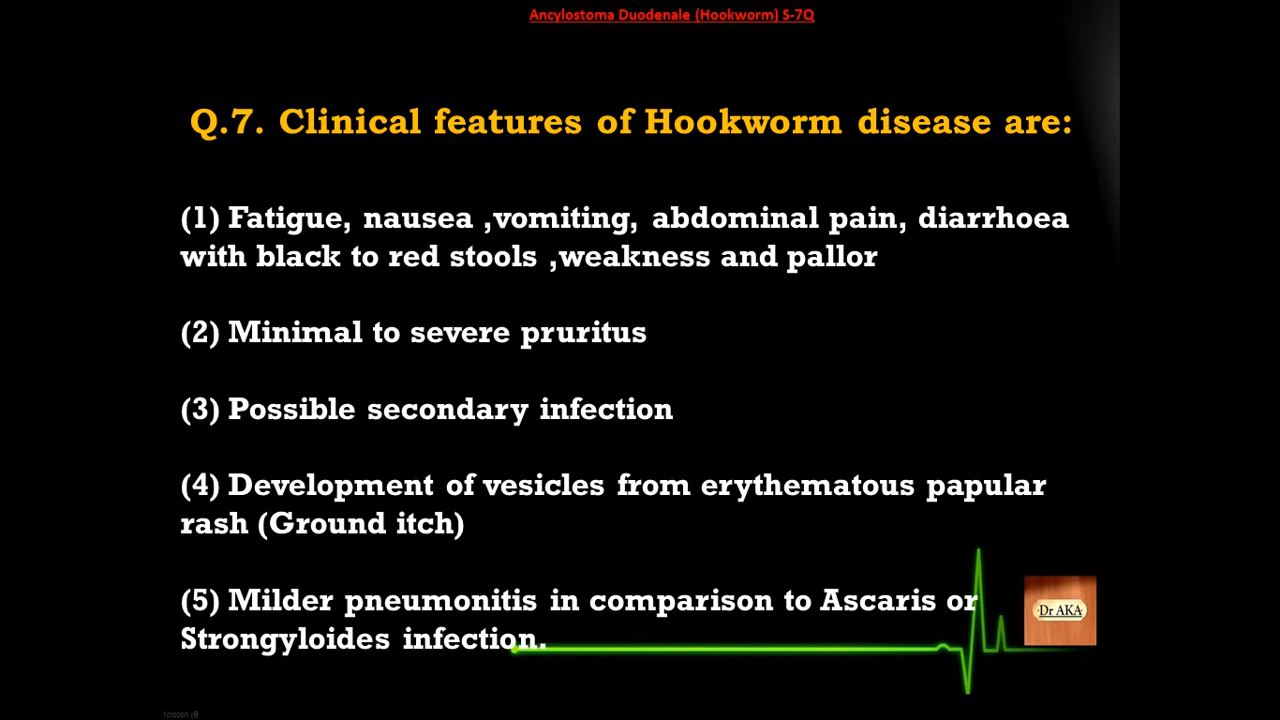 Ancylostoma Duodenale (Hookworm) S-7Q
Q.7. Clinical features of Hookworm disease are:
(1) Fatigue, nausea ,vomiting, abdominal pain, diarrhoea
with black to red stools ,weakness and pallor
(2) Minimal to severe pruritus
(3) Possible secondary infection
(4) Development of vesicles from erythematous papular
rash (Ground itch)
(5) Milder pneumonitis in comparison to Ascaris or
Strongyloides infection.
Dr AKA